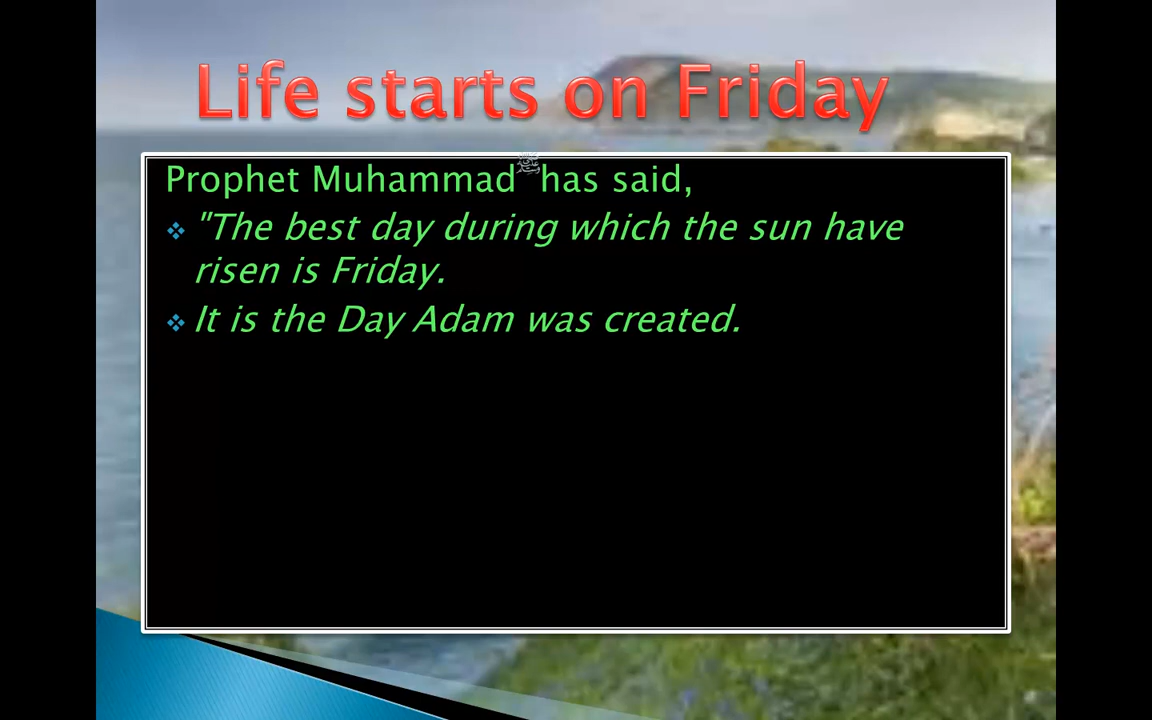 Life starts on Friday
Prophet Muhammad ﷺ has said,
"The best day during which the sun have
risen is Friday.
It is the Day Adam was created.